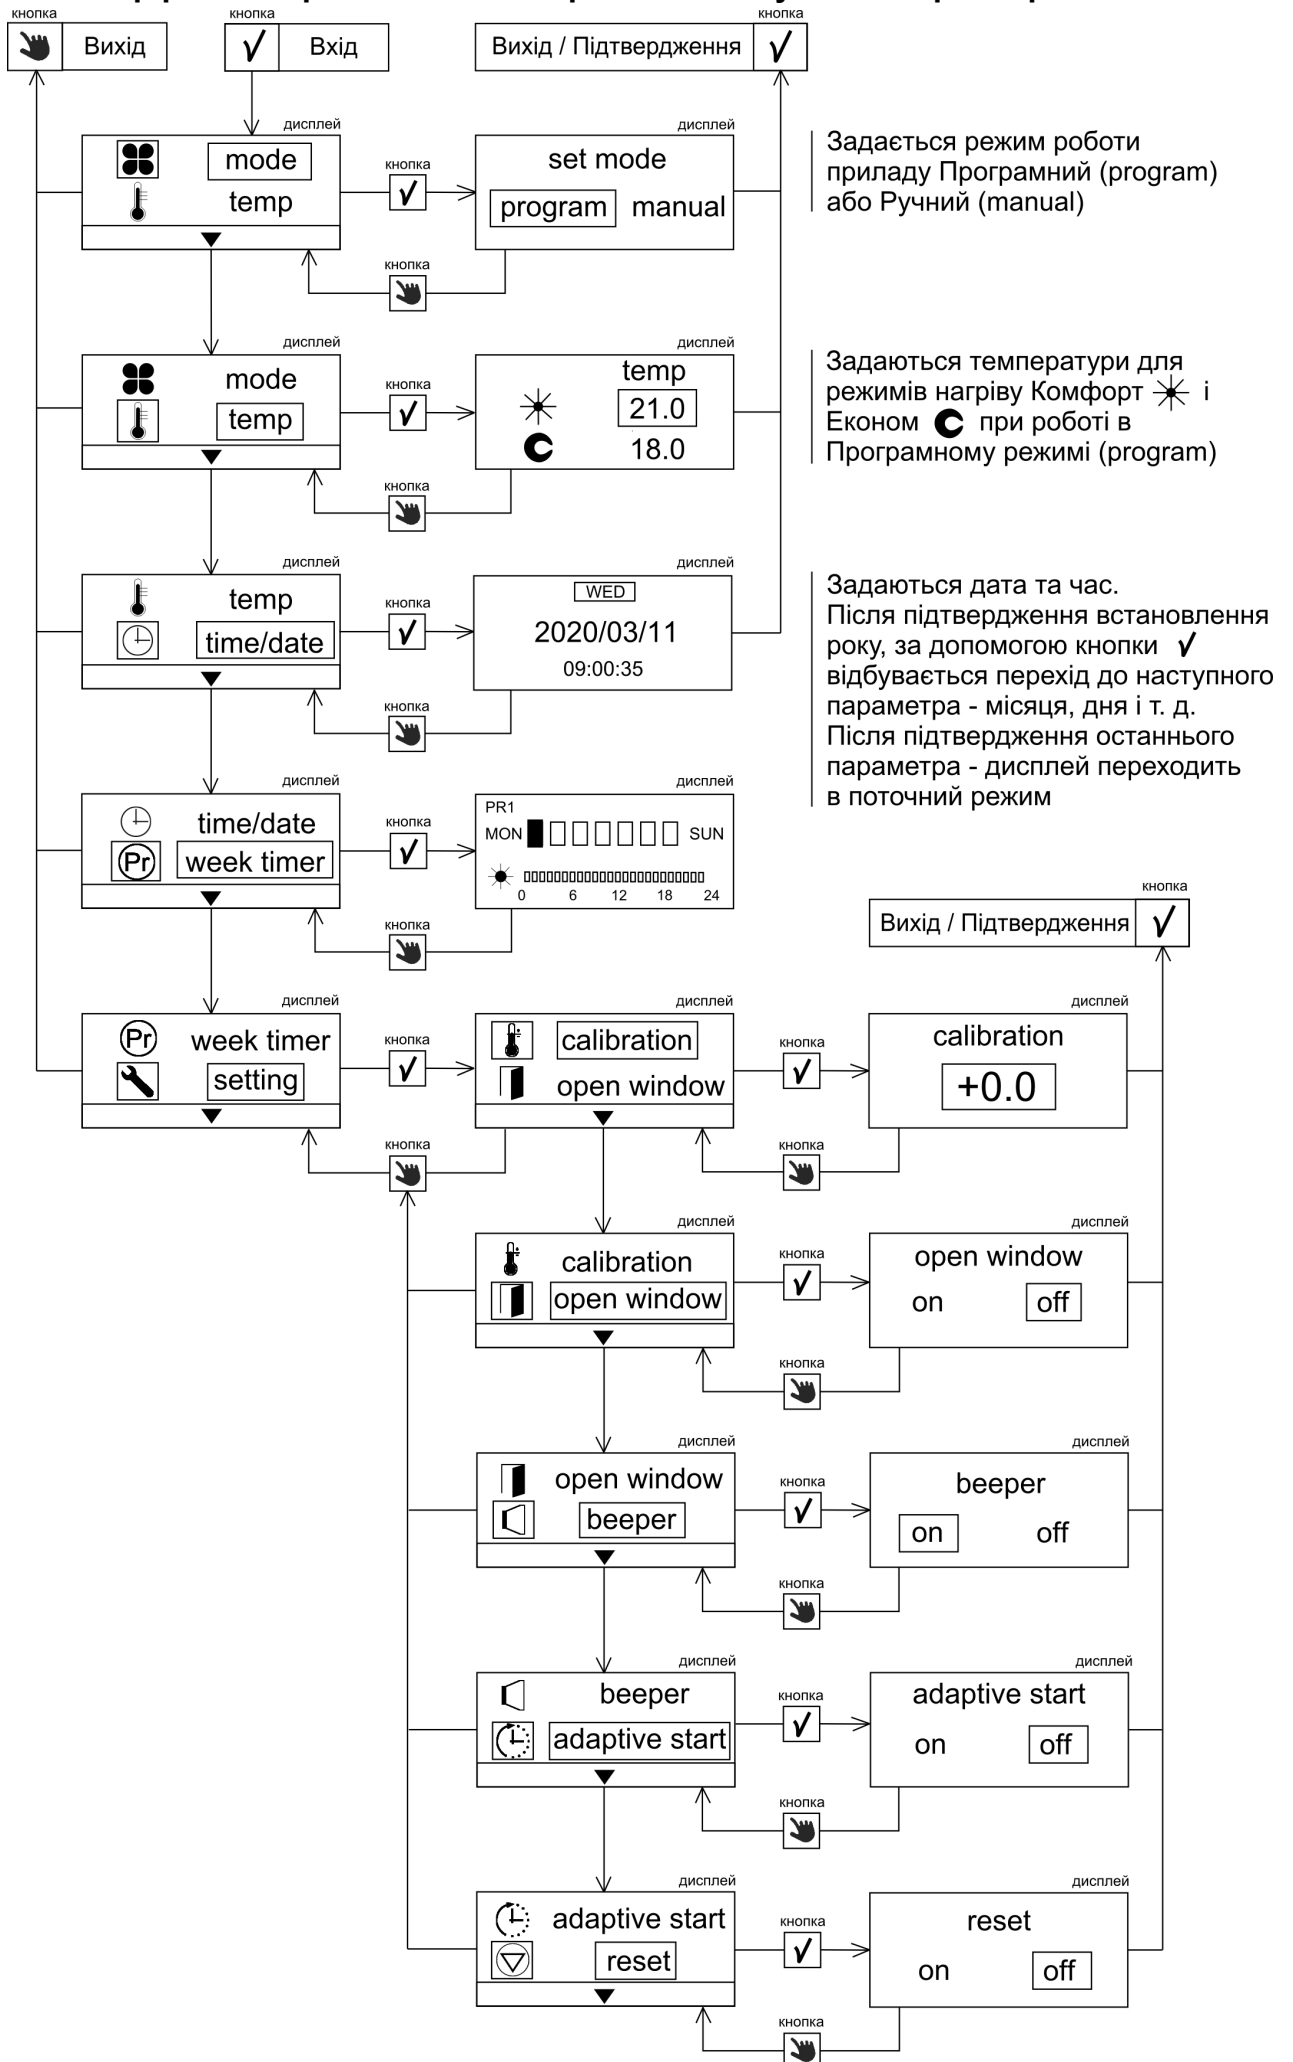 кнопка
Вихід
кнопка
Вхід
кнопка
Вихід / Підтвердження
дисплей
mode
temp
кнопка
дисплей
set mode
program manual
кнопка
Задається режим роботи
приладу Програмний (program)
або Ручний (manual)
дисплей
mode
temp
кнопка
дисплей
temp
21.0
18.0
кнопка
Задаються температури для
режимів нагріву Комфорт і
Економ при роботі в
Програмному режимі (program)
дисплей
temp
time/date
кнопка
дисплей
WED
2020/03/11
09:00:35
кнопка
Задаються дата та час.
Після підтвердження встановлення
року, за допомогою кнопки √
відбувається перехід до наступного
параметра - місяця, дня і т. д.
Після підтвердження останнього
параметра - дисплей переходить
в поточний режим
дисплей
time/date
Pr week timer
кнопка
дисплей
PR1
MON SUN
0 6 12 18 24
кнопка
кнопка
Вихід / Підтвердження
дисплей
Pr week timer
setting
кнопка
дисплей
calibration
open window
кнопка
дисплей
calibration
+0.0
кнопка
кнопка
дисплей
calibration
open window
кнопка
дисплей
open window
on off
кнопка
дисплей
open window
beeper
кнопка
дисплей
beeper
on off
кнопка
дисплей
beeper
adaptive start
кнопка
дисплей
adaptive start
on off
кнопка
дисплей
adaptive start
reset
кнопка
дисплей
reset
on off
кнопка